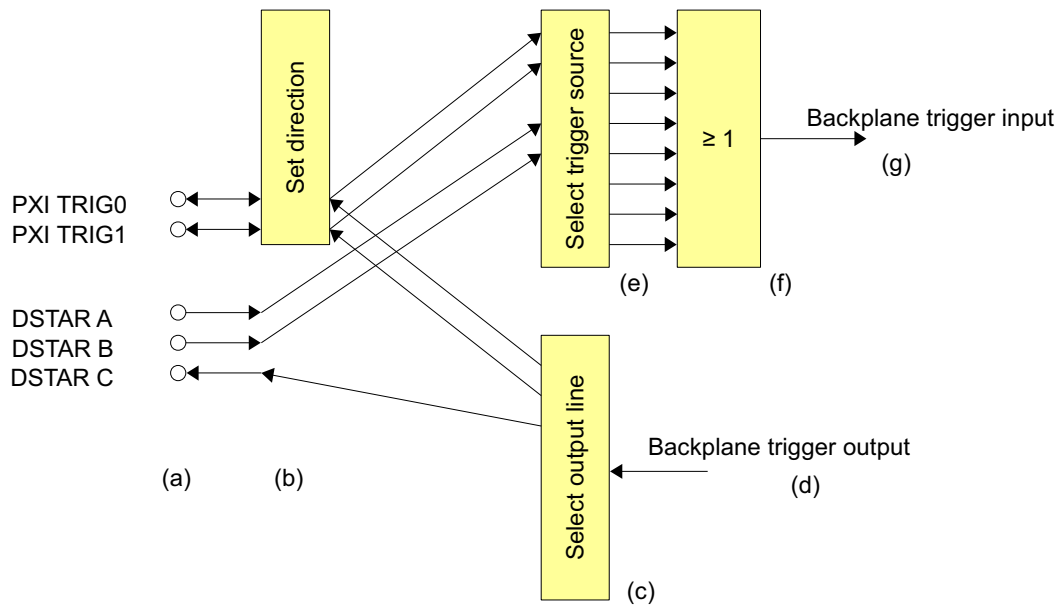 Set direction
Select trigger source
≥ 1
Backplane trigger input
(g)
PXI TRIG0
PXI TRIG1
(e)
(f)
DSTAR A
DSTAR B
DSTAR C
Select output line
Backplane trigger output
(a)
(b)
(d)
(c)